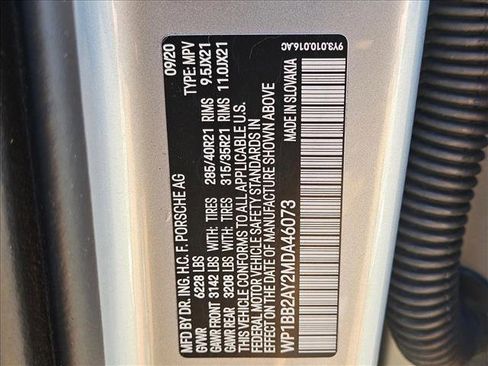 9Y3.010.016.AC
MFD BY DR. ING. H.C. F. PORSCHE AG 09/20
GVWR 6228 LBS TYPE: MPV
GAWR FRONT 3142 LBS WITH: TIRES 285/40R21 RIMS 9.5JX21
GAWR REAR 3208 LBS WITH: TIRES 315/35R21 RIMS 11.0JX21
THIS VEHICLE CONFORMS TO ALL APPLICABLE U.S.
FEDERAL MOTOR VEHICLE SAFETY STANDARDS IN
EFFECT ON THE DATE OF MANUFACTURE SHOWN ABOVE
WP1BB2AY2MDA46073 MADE IN SLOVAKIA